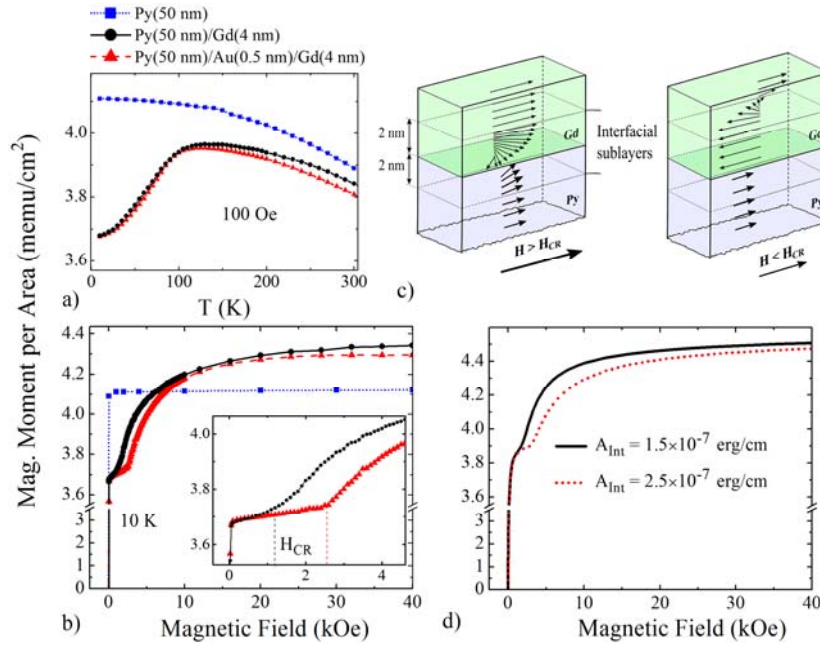 Py(50 nm)
Py(50 nm)/Gd(4 nm)
Py(50 nm)/Au(0.5 nm)/Gd(4 nm)
4.0
3.8
3.6
100 Oe
0 50 100 150 200 250 300
a)
T (K)
2 nm
2 nm
Gd
Py
Interfacial
sublayers
H > H_CR
Py
H < H_CR
c)
Mag. Moment per Area (memu/cm²)
4.4
4.2
4.0
3.8
3.6
3
2
1
0
10 K
4.0
3.8
3.6
H_CR
0 2 4
0 10 20 30 40
b)
Magnetic Field (kOe)
4.4
4.2
4.0
3.8
3
2
1
0
A_Int = 1.5×10⁻⁷ erg/cm
A_Int = 2.5×10⁻⁷ erg/cm
0 10 20 30 40
d)
Magnetic Field (kOe)